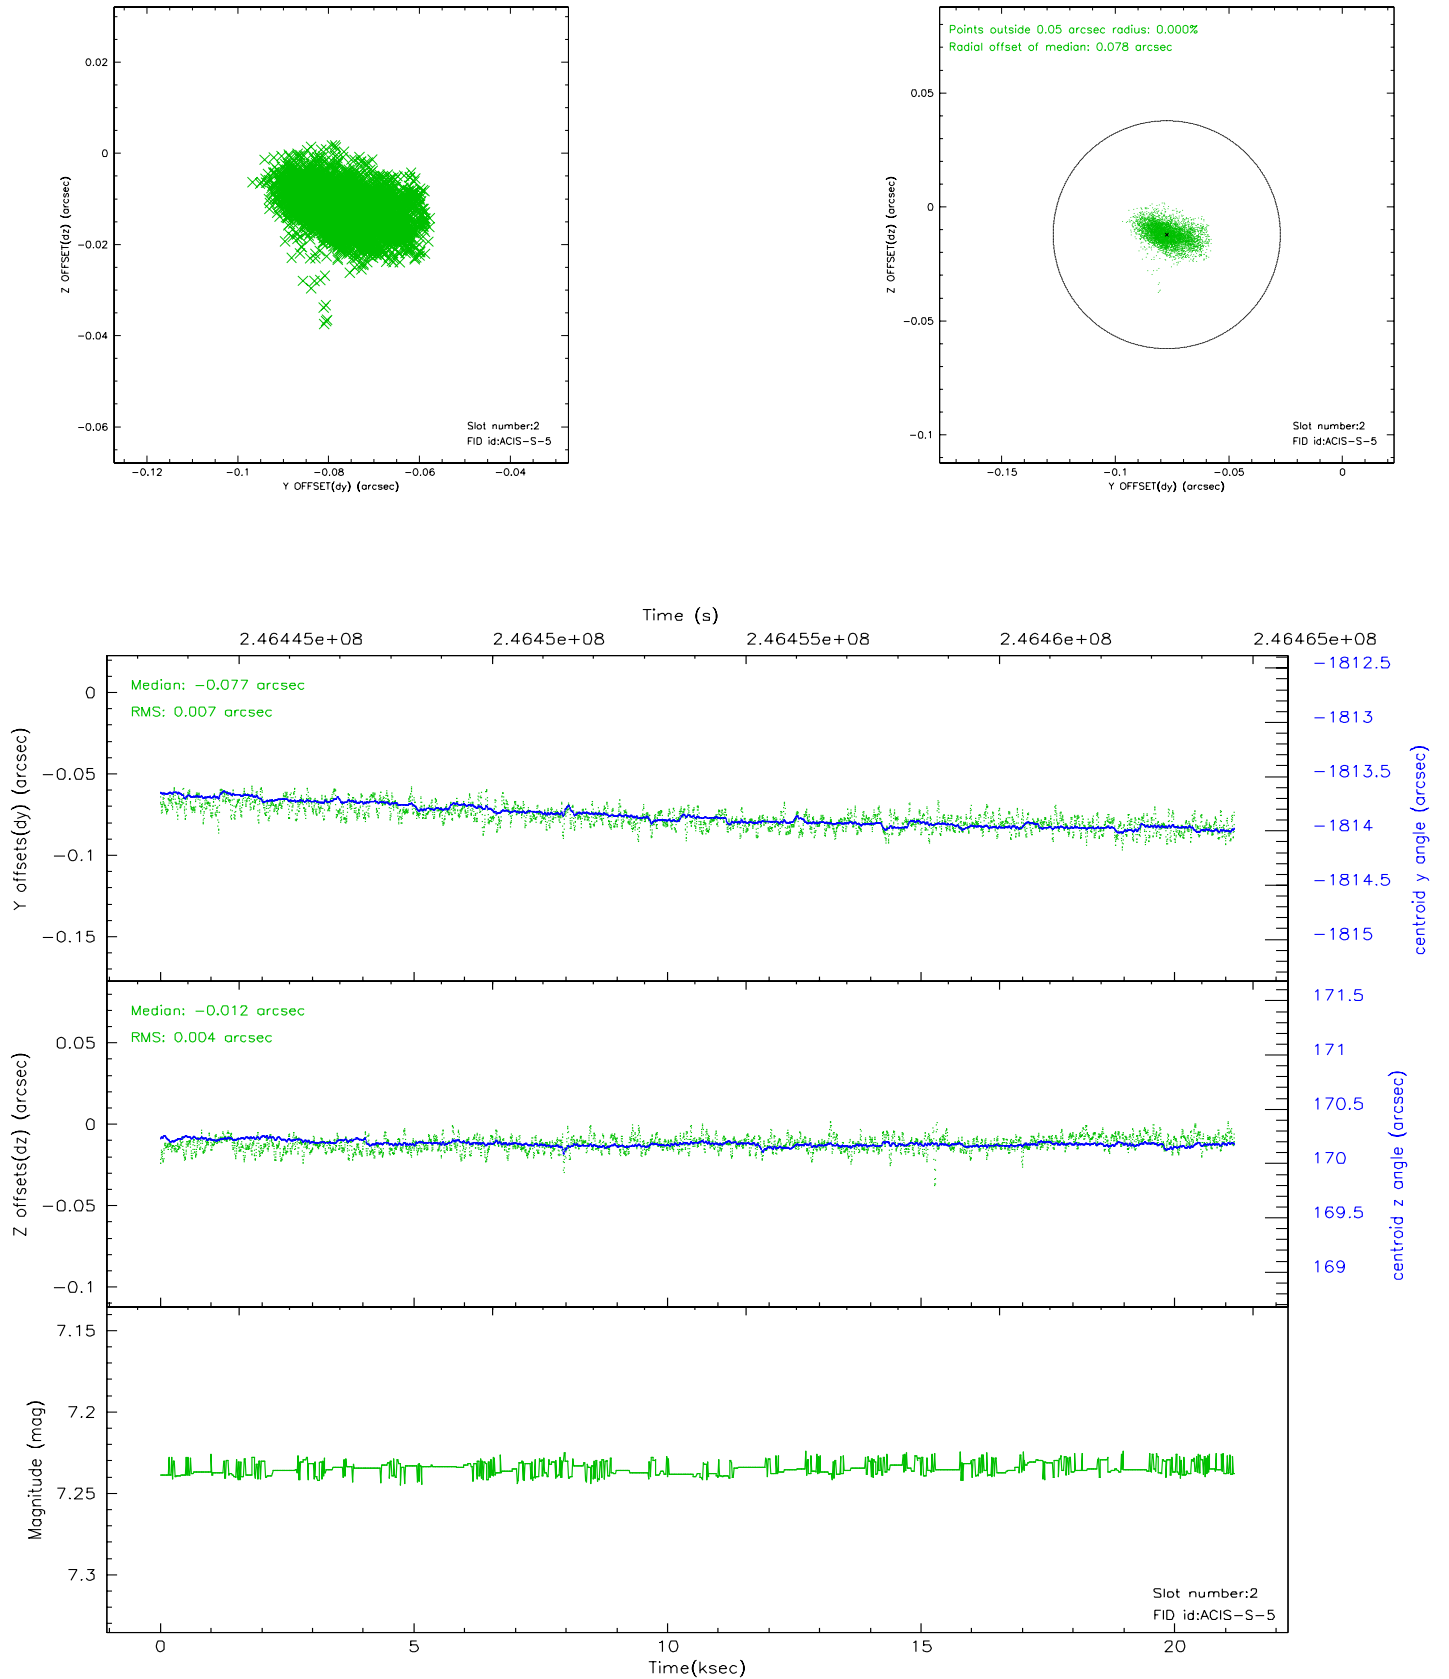 0.02
0
−0.02
−0.04
−0.06
Z OFFSET(dz) (arcsec)
Slot number:2
FID id:ACIS−S−5
−0.12
−0.1
−0.08
−0.06
−0.04
Y OFFSET(dy) (arcsec)
Points outside 0.05 arcsec radius: 0.000%
Radial offset of median: 0.078 arcsec
0.05
0
−0.05
−0.1
Z OFFSET(dz) (arcsec)
Slot number:2
FID id:ACIS−S−5
−0.15
−0.1
−0.05
0
Y OFFSET(dy) (arcsec)
Time (s)
2.46445e+08
2.4645e+08
2.46455e+08
2.4646e+08
2.46465e+08
Median: −0.077 arcsec
RMS: 0.007 arcsec
0
−0.05
−0.1
−0.15
Y offsets(dy) (arcsec)
−1812.5
−1813
−1813.5
−1814
−1814.5
−1815
centroid y angle (arcsec)
Median: −0.012 arcsec
RMS: 0.004 arcsec
0.05
0
−0.05
−0.1
Z offsets(dz) (arcsec)
171.5
171
170.5
170
169.5
169
centroid z angle (arcsec)
7.15
7.2
7.25
7.3
Magnitude (mag)
Slot number:2
FID id:ACIS−S−5
0
5
10
15
20
Time(ksec)